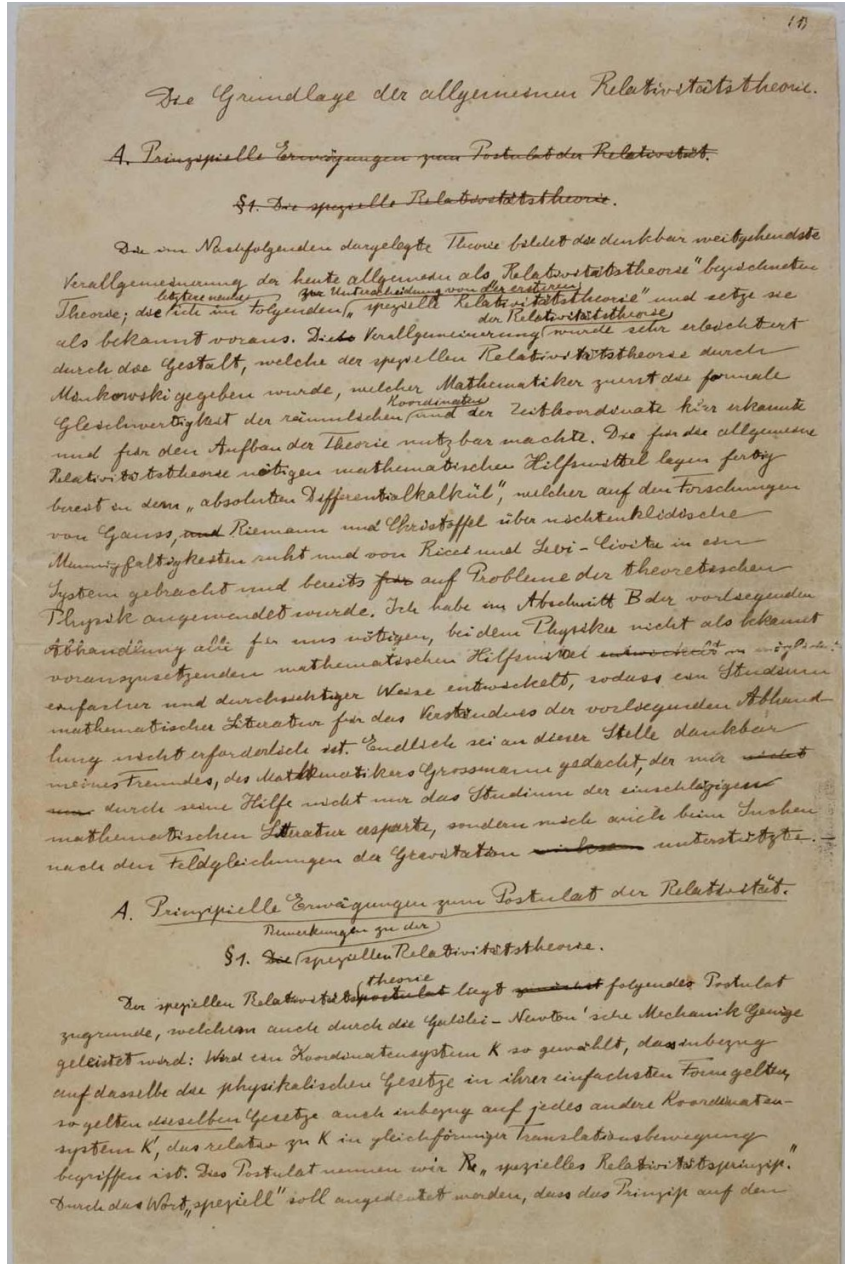 (1)
Die Grundlage der allgemeinen Relativitätstheorie.
A. Prinzipielle Erwägungen zum Postulat der Relativität.
§1. Die spezielle Relativitätstheorie.
Die im Nachfolgenden dargelegte Theorie bildet die denkbar weitgehendste
Verallgemeinerung der heute allgemein als „Relativitätstheorie" bezeichneten
letztere nenne zur Unterscheidung von der ersteren
Theorie; die ich im Folgenden „spezielle Relativitätstheorie" und setze sie
der Relativitätstheorie
als bekannt voraus. Die Verallgemeinerung wurde sehr erleichtert
durch die Gestalt, welche der speziellen Relativitätstheorie durch
Minkowski gegeben wurde, welcher Mathematiker zuerst die formale
Koordinaten
Gleichwertigkeit der räumlichen und der Zeitkoordinate klar erkannte
und für den Aufbau der Theorie nutzbar machte. Die für die allgemeine
Relativitätstheorie nötigen mathematischen Hilfsmittel lagen fertig
bereit in dem „absoluten Differentialkalkül", welcher auf den Forschungen
von Gauss, und Riemann und Christoffel über nichteuklidische
Mannigfaltigkeiten ruht und von Ricci und Levi-Civita in ein
System gebracht und bereits für auf Probleme der theoretischen
Physik angewendet wurde. Ich habe im Abschnitt B der vorliegenden
Abhandlung alle für uns nötigen, bei dem Physiker nicht als bekannt
vorauszusetzenden mathematischen Hilfsmittel entwickelt in möglichst
einfacher und durchsichtiger Weise entwickelt, sodass ein Studium
mathematischer Literatur für das Verständnis der vorliegenden Abhand
lung nicht erforderlich ist. Endlich sei an dieser Stelle dankbar
meines Freundes, des Mathematikers Grossmann gedacht, der mir nicht
nur durch seine Hilfe nicht nur das Studium der einschlägigen
mathematischen Literatur ersparte, sondern mich auch beim Suchen
nach den Feldgleichungen der Gravitation unterstützte. —
A. Prinzipielle Erwägungen zum Postulat der Relativität.
Bemerkungen zu der
§1. Die speziellen Relativitätstheorie.
theorie
Der speziellen Relativitätspostulat liegt zunächst folgendes Postulat
zugrunde, welchem auch durch die Galilei-Newton'sche Mechanik Genüge
geleistet wird: Wird ein Koordinatensystem K so gewählt, dass inbezug
auf dasselbe die physikalischen Gesetze in ihrer einfachsten Form gelten,
so gelten dieselben Gesetze auch inbezug auf jedes andere Koordinaten-
system K', das relativ zu K in gleichförmiger Translationsbewegung
begriffen ist. Dies Postulat nennen wir „spezielles Relativitätsprinzip."
Durch das Wort „speziell" soll angedeutet werden, dass das Prinzip auf den